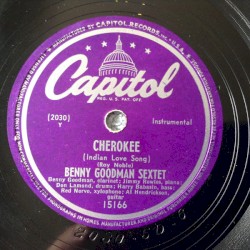 Capitol
REG. U. S. PAT. OFF.
(2030)
Y
Instrumental
CHEROKEE
(Indian Love Song)
(Ray Noble)
BENNY GOODMAN SEXTET
Benny Goodman, clarinet; Jimmy Rowles, piano;
Don Lamond, drums; Harry Babasin, bass;
Red Norvo, xylophone; Al Hendrickson,
guitar
15166